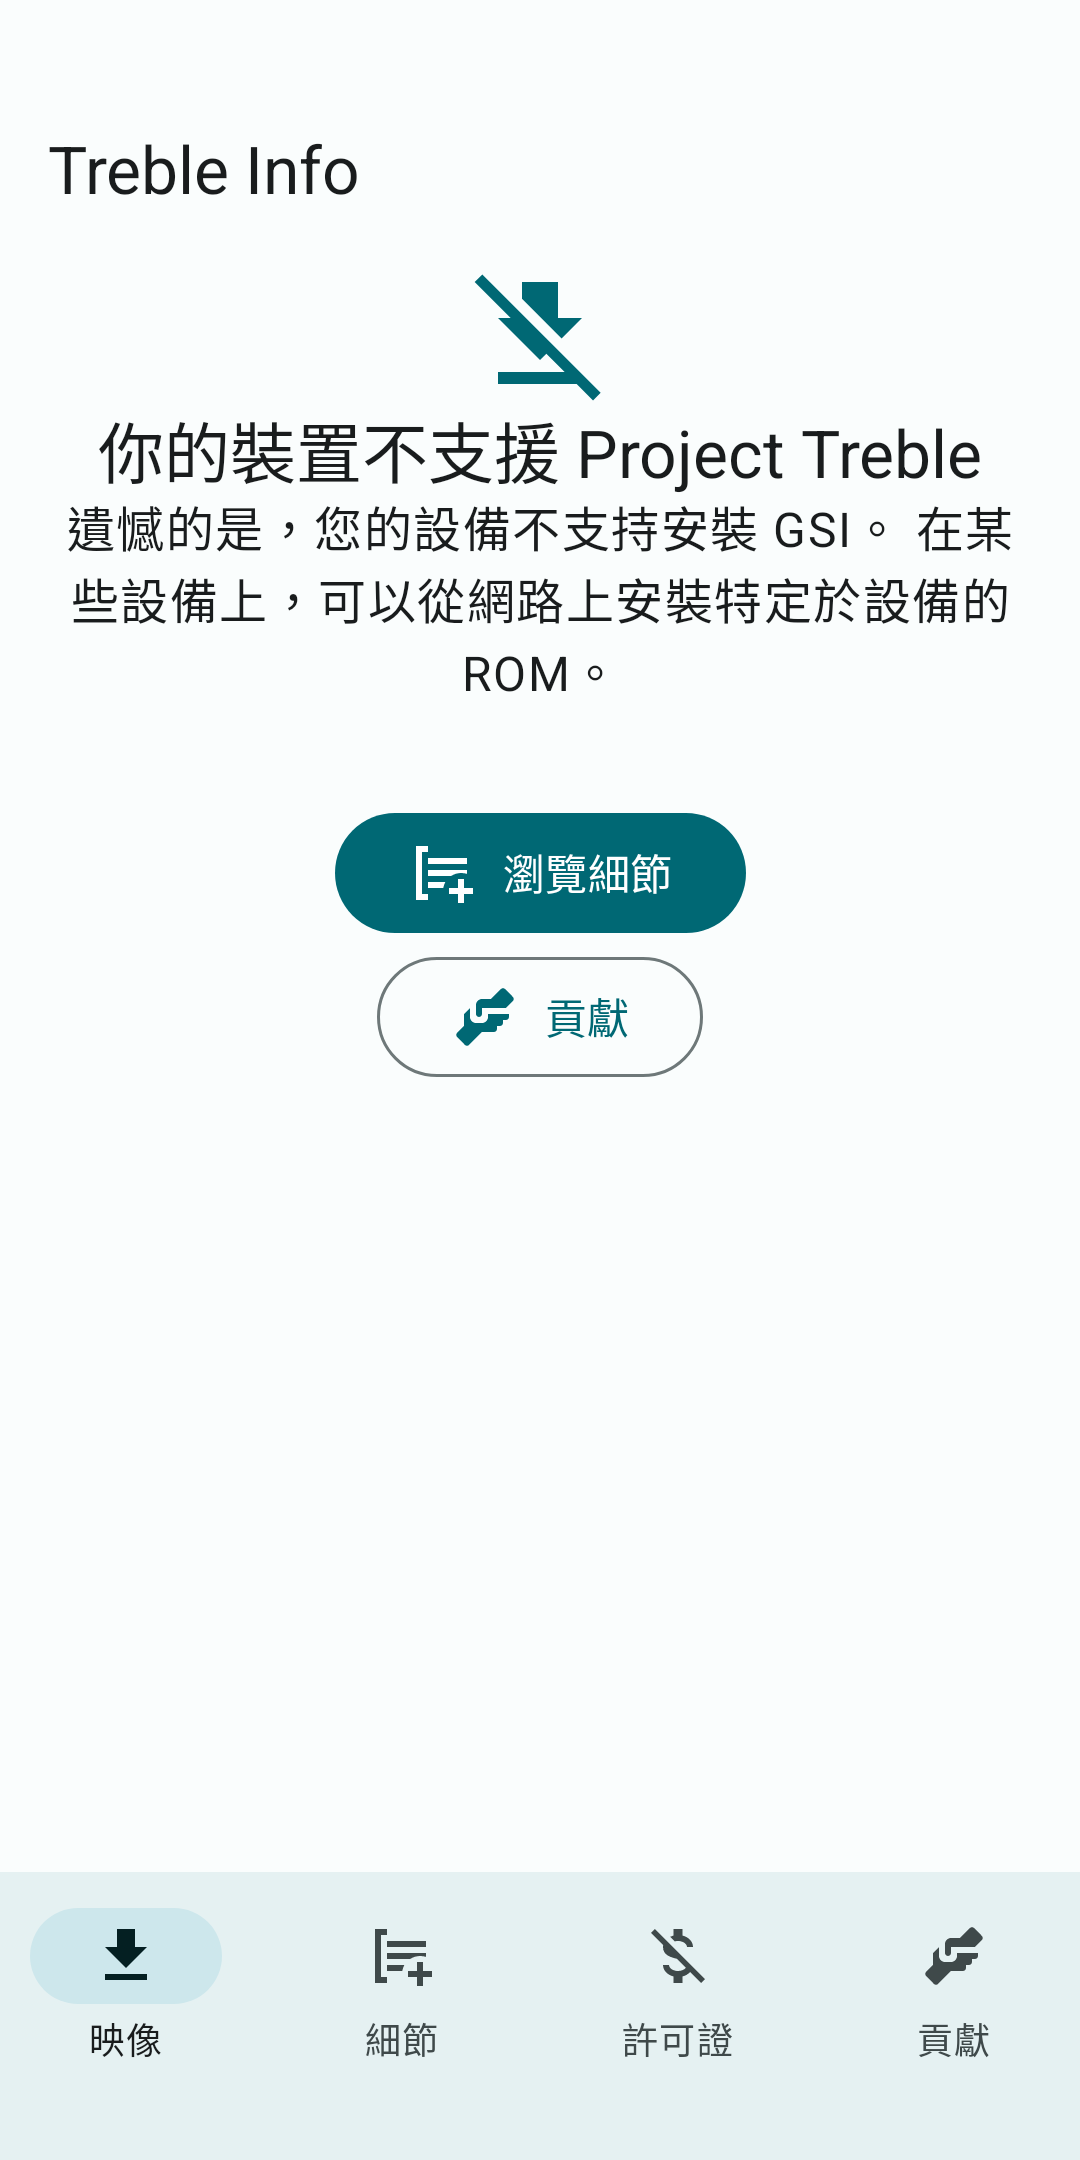 Treble Info
你的裝置不支援 Project Treble
遺憾的是，您的設備不支持安裝 GSI。 在某
些設備上，可以從網路上安裝特定於設備的
ROM。
瀏覽細節
貢獻
映像
細節
許可證
貢獻